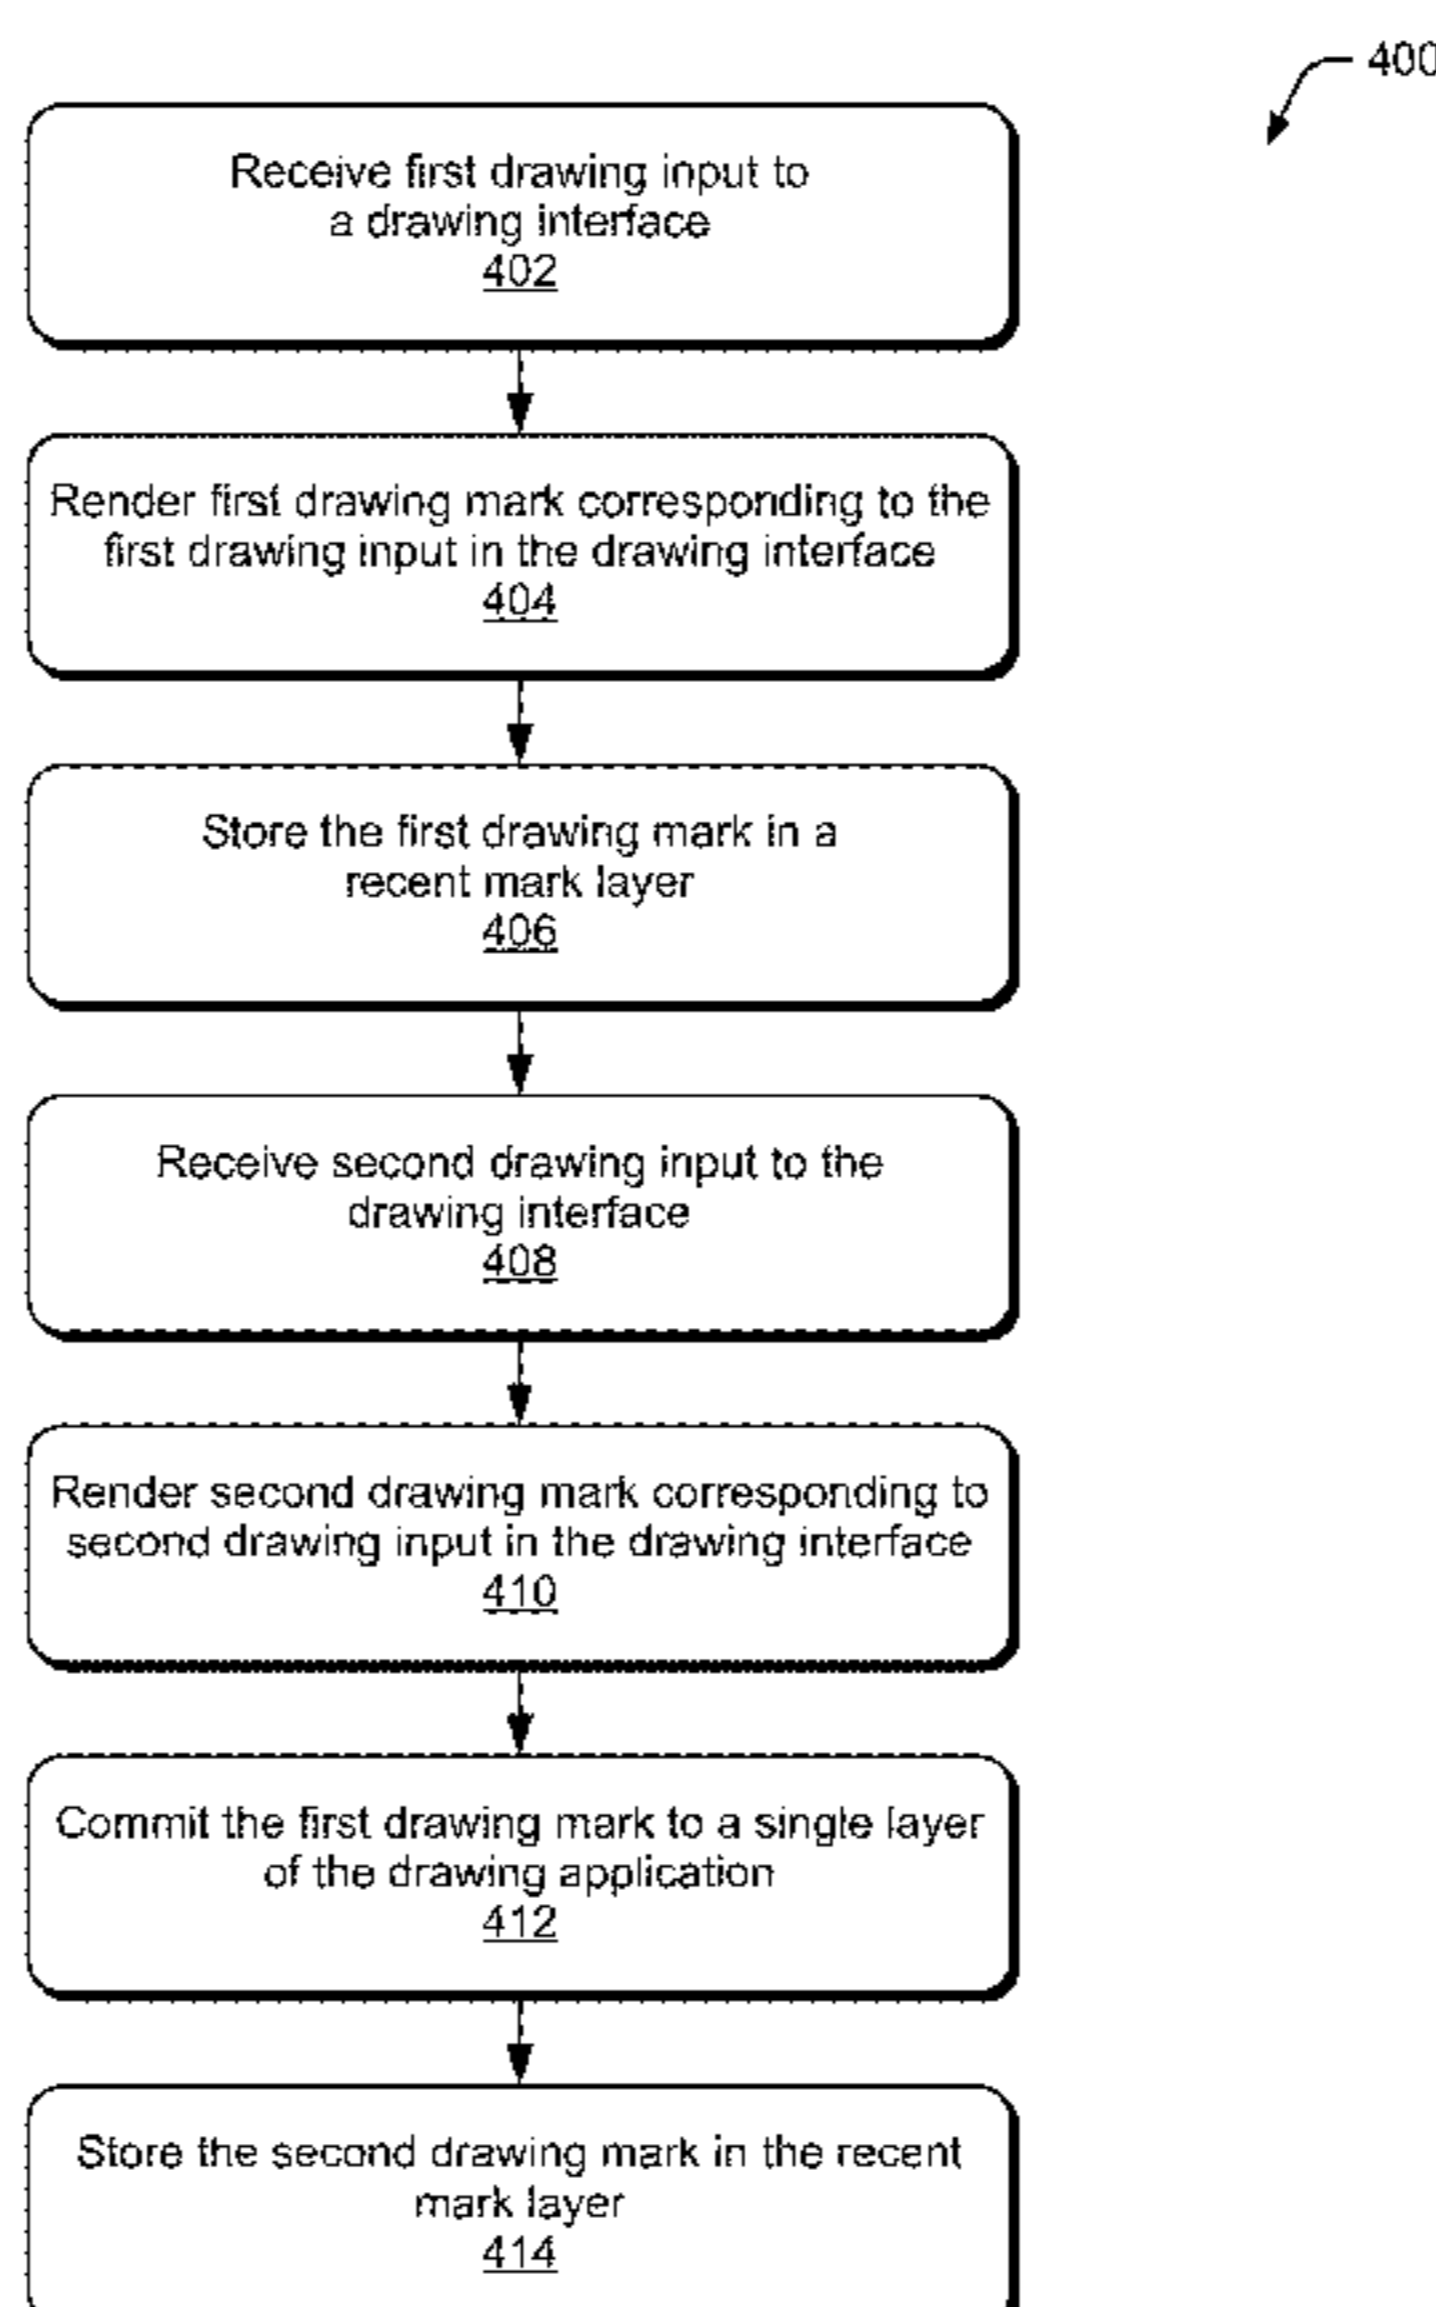 400
Receive first drawing input to
a drawing interface
402
Render first drawing mark corresponding to the
first drawing input in the drawing interface
404
Store the first drawing mark in a
recent mark layer
406
Receive second drawing input to the
drawing interface
408
Render second drawing mark corresponding to
second drawing input in the drawing interface
410
Commit the first drawing mark to a single layer
of the drawing application
412
Store the second drawing mark in the recent
mark layer
414